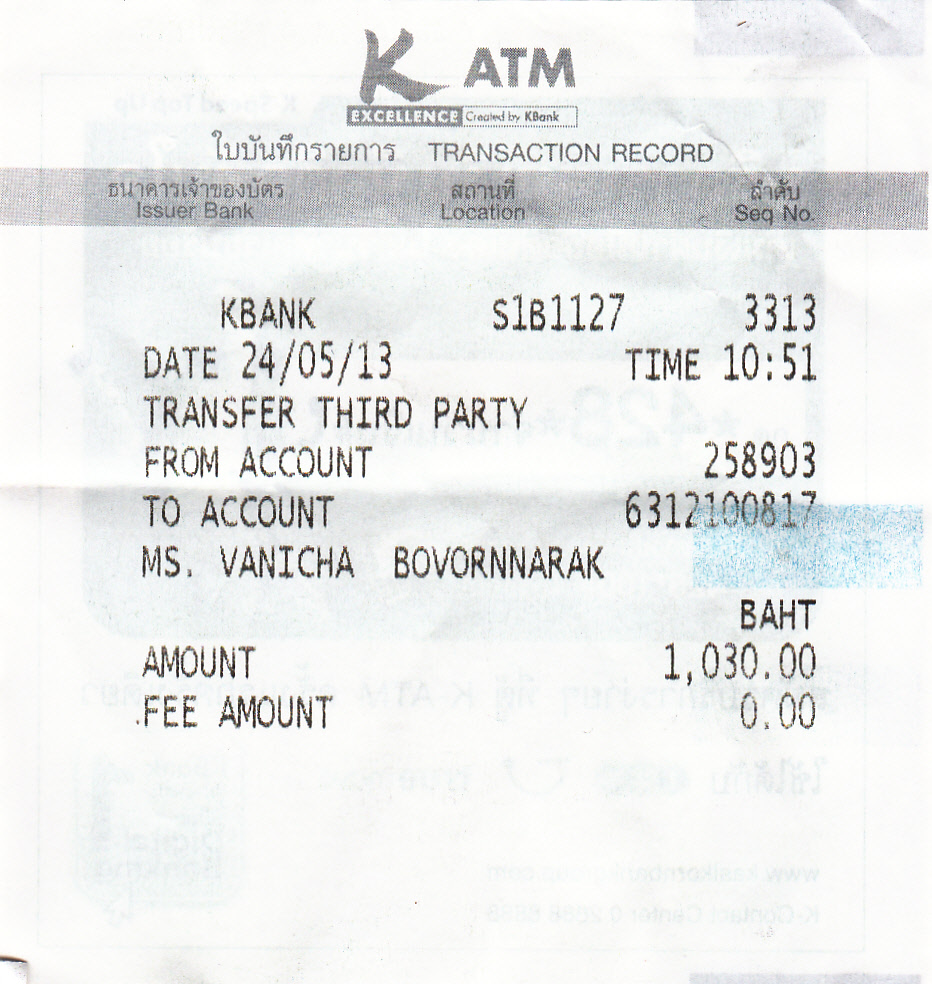 K ATM
EXCELLENCE Created by KBank
ใบบันทึกรายการ TRANSACTION RECORD
ธนาคารเจ้าของบัตร สถานที่ ลำดับ
Issuer Bank Location Seq No.
KBANK S1B1127 3313
DATE 24/05/13 TIME 10:51
TRANSFER THIRD PARTY
FROM ACCOUNT 258903
TO ACCOUNT 6312100817
MS. VANICHA BOVORNNARAK
BAHT
AMOUNT 1,030.00
FEE AMOUNT 0.00